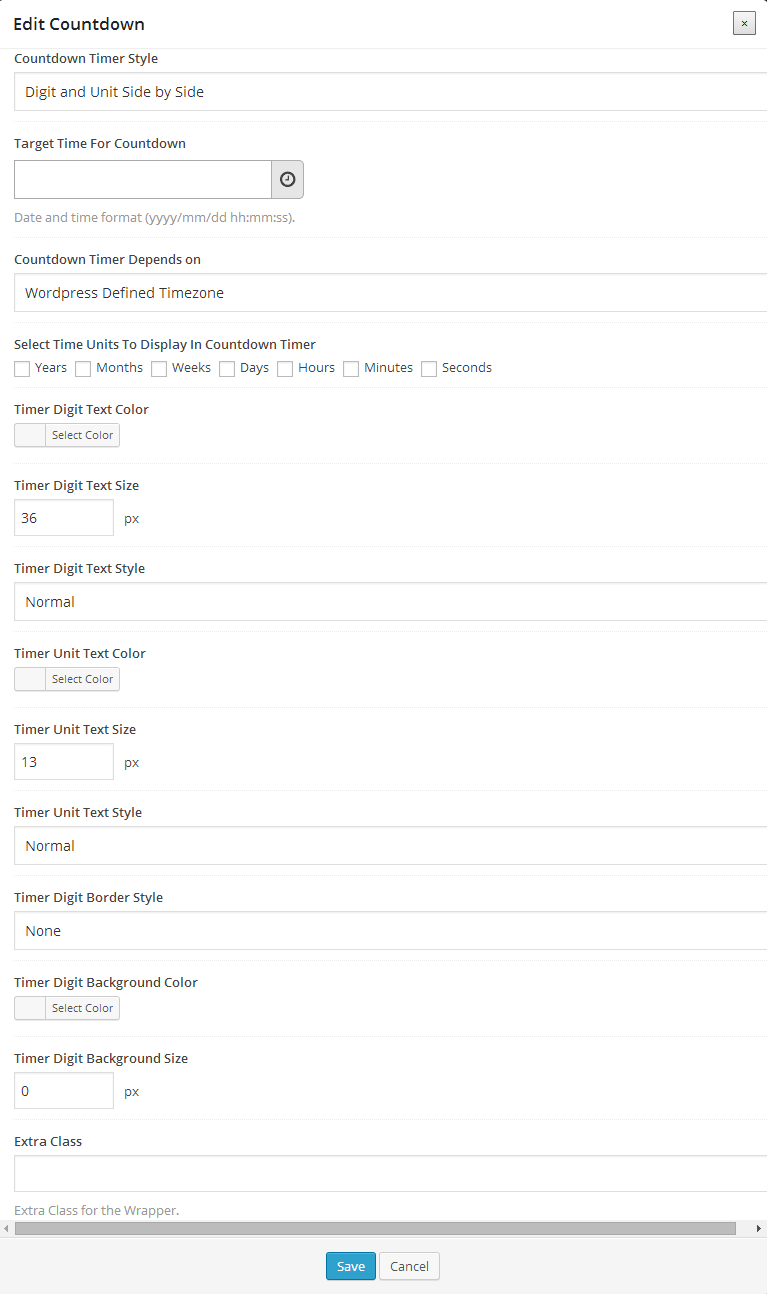 Edit Countdown
×
Countdown Timer Style
Digit and Unit Side by Side
Target Time For Countdown
Date and time format (yyyy/mm/dd hh:mm:ss).
Countdown Timer Depends on
Wordpress Defined Timezone
Select Time Units To Display In Countdown Timer
Years Months Weeks Days Hours Minutes Seconds
Timer Digit Text Color
Select Color
Timer Digit Text Size
36 px
Timer Digit Text Style
Normal
Timer Unit Text Color
Select Color
Timer Unit Text Size
13 px
Timer Unit Text Style
Normal
Timer Digit Border Style
None
Timer Digit Background Color
Select Color
Timer Digit Background Size
0 px
Extra Class
Extra Class for the Wrapper.
Save Cancel